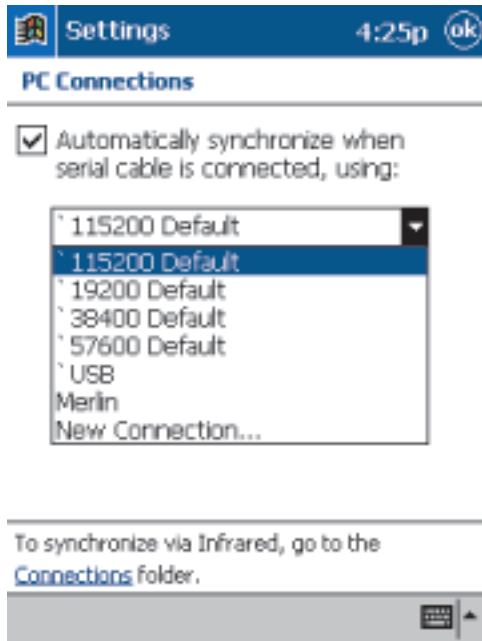 Settings 4:25p ok
PC Connections
Automatically synchronize when
serial cable is connected, using:
` 115200 Default
` 115200 Default
` 19200 Default
` 38400 Default
` 57600 Default
` USB
Merlin
New Connection...
To synchronize via Infrared, go to the
Connections folder.